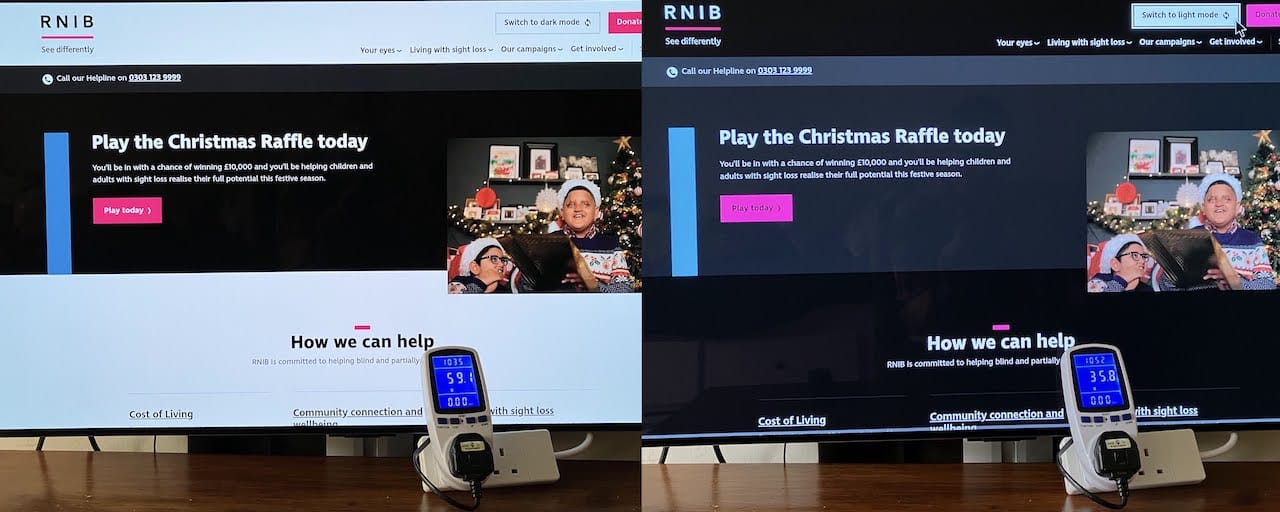 RNIB
See differently
Switch to dark mode
Donate
Your eyes
Living with sight loss
Our campaigns
Get involved
Call our Helpline on 0303 123 9999
Play the Christmas Raffle today
You'll be in with a chance of winning £10,000 and you'll be helping children and
adults with sight loss realise their full potential this festive season.
Play today
How we can help
RNIB is committed to helping blind and partially
Cost of Living
Community connection and
with sight loss
wellbeing
1035
59.1
0.00
RNIB
See differently
Switch to light mode
Donate
Your eyes
Living with sight loss
Our campaigns
Get involved
Call our Helpline on 0303 123 9999
Play the Christmas Raffle today
You'll be in with a chance of winning £10,000 and you'll be helping children and
adults with sight loss realise their full potential this festive season.
Play today
How we can help
RNIB is committed to helping blind and partially
Cost of Living
Community connection and
with sight loss
wellbeing
1052
35.8
0.00